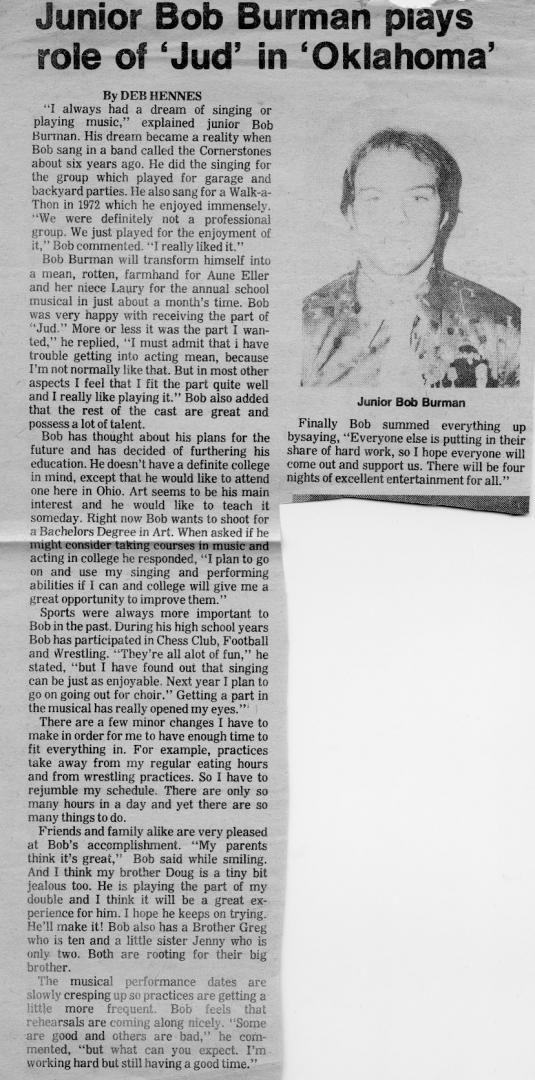 Junior Bob Burman plays
role of ‘Jud’ in ‘Oklahoma’
By DEB HENNES
“I always had a dream of singing or
playing music,” explained junior Bob
Burman. His dream became a reality when
Bob sang in a band called the Cornerstones
about six years ago. He did the singing for
the group which played for garage and
backyard parties. He also sang for a Walk-a-
Thon in 1972 which he enjoyed immensely.
“We were definitely not a professional
group. We just played for the enjoyment of
it,” Bob commented. “I really liked it.”
Bob Burman will transform himself into
a mean, rotten, farmhand for Aune Eller
and her niece Laury for the annual school
musical in just about a month's time. Bob
was very happy with receiving the part of
“Jud.” More or less it was the part I wan-
ted,” he replied, “I must admit that i have
trouble getting into acting mean, because
I'm not normally like that. But in most other
aspects I feel that I fit the part quite well
and I really like playing it.” Bob also added
that the rest of the cast are great and
possess a lot of talent.
Bob has thought about his plans for the
future and has decided of furthering his
education. He doesn't have a definite college
in mind, except that he would like to attend
one here in Ohio. Art seems to be his main
interest and he would like to teach it
someday. Right now Bob wants to shoot for
a Bachelors Degree in Art. When asked if he
might consider taking courses in music and
acting in college he responded, “I plan to go
on and use my singing and performing
abilities if I can and college will give me a
great opportunity to improve them.”
Sports were always more important to
Bob in the past. During his high school years
Bob has participated in Chess Club, Football
and Wrestling. “They're all alot of fun,” he
stated, “but I have found out that singing
can be just as enjoyable. Next year I plan to
go on going out for choir.” Getting a part in
the musical has really opened my eyes.”
There are a few minor changes I have to
make in order for me to have enough time to
fit everything in. For example, practices
take away from my regular eating hours
and from wrestling practices. So I have to
rejumble my schedule. There are only so
many hours in a day and yet there are so
many things to do.
Friends and family alike are very pleased
at Bob's accomplishment. “My parents
think it's great,” Bob said while smiling.
And I think my brother Doug is a tiny bit
jealous too. He is playing the part of my
double and I think it will be a great ex-
perience for him. I hope he keeps on trying.
He'll make it! Bob also has a Brother Greg
who is ten and a little sister Jenny who is
only two. Both are rooting for their big
brother.
The musical performance dates are
slowly cresping up so practices are getting a
little more frequent. Bob feels that
rehearsals are coming along nicely. “Some
are good and others are bad,” he com-
mented, “but what can you expect. I'm
working hard but still having a good time.”
Junior Bob Burman
Finally Bob summed everything up
bysaying, “Everyone else is putting in their
share of hard work, so I hope everyone will
come out and support us. There will be four
nights of excellent entertainment for all.”